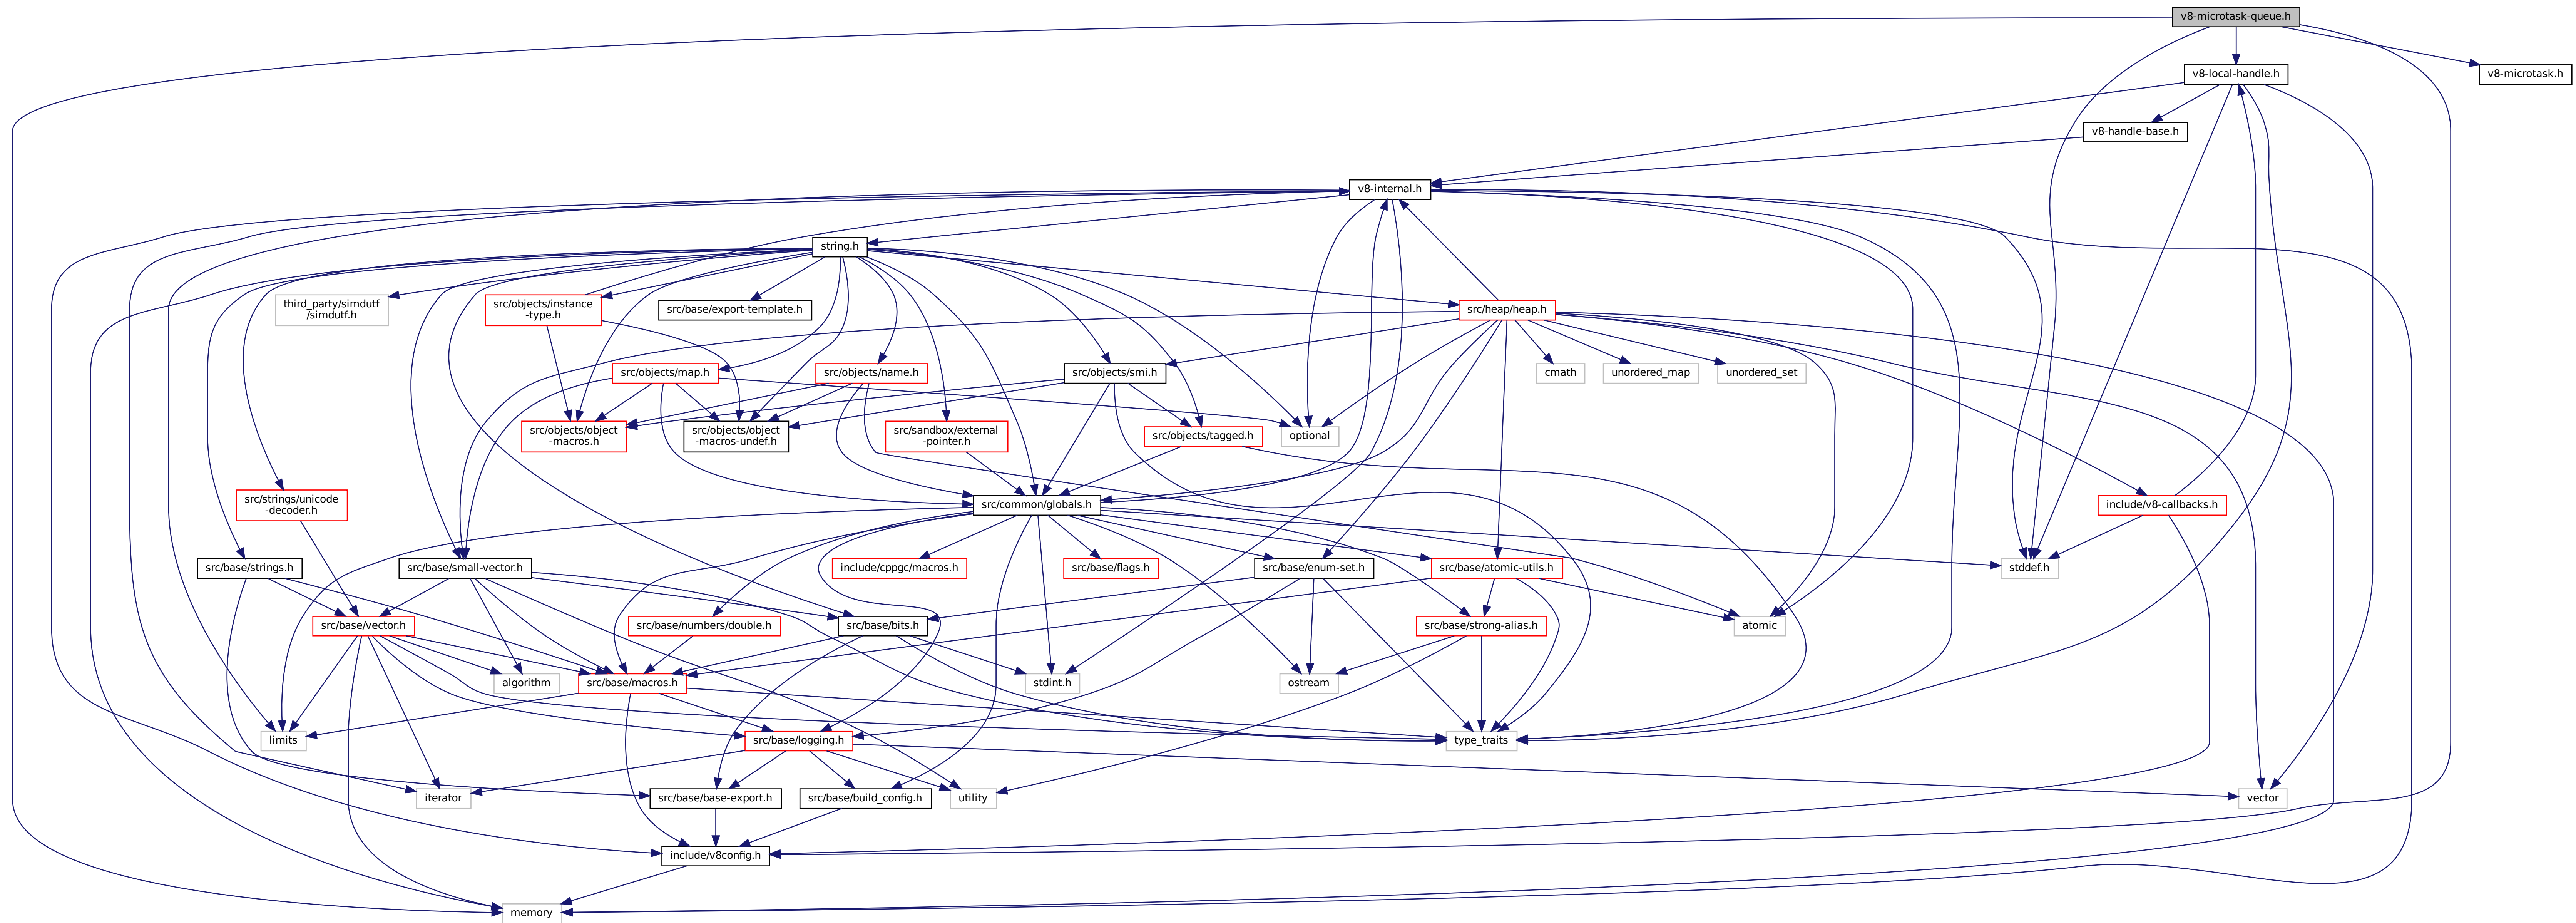 v8-microtask-queue.h
v8-local-handle.h
v8-microtask.h
v8-handle-base.h
v8-internal.h
string.h
third_party/simdutf
/simdutf.h
src/objects/instance
-type.h
src/base/export-template.h
src/heap/heap.h
src/objects/map.h
src/objects/name.h
src/objects/smi.h
cmath
unordered_map
unordered_set
src/objects/object
-macros.h
src/objects/object
-macros-undef.h
src/sandbox/external
-pointer.h
src/objects/tagged.h
optional
src/strings/unicode
-decoder.h
src/common/globals.h
include/v8-callbacks.h
src/base/strings.h
src/base/small-vector.h
include/cppgc/macros.h
src/base/flags.h
src/base/enum-set.h
src/base/atomic-utils.h
stddef.h
src/base/vector.h
src/base/numbers/double.h
src/base/bits.h
src/base/strong-alias.h
atomic
algorithm
src/base/macros.h
stdint.h
ostream
limits
src/base/logging.h
type_traits
iterator
src/base/base-export.h
src/base/build_config.h
utility
vector
include/v8config.h
memory